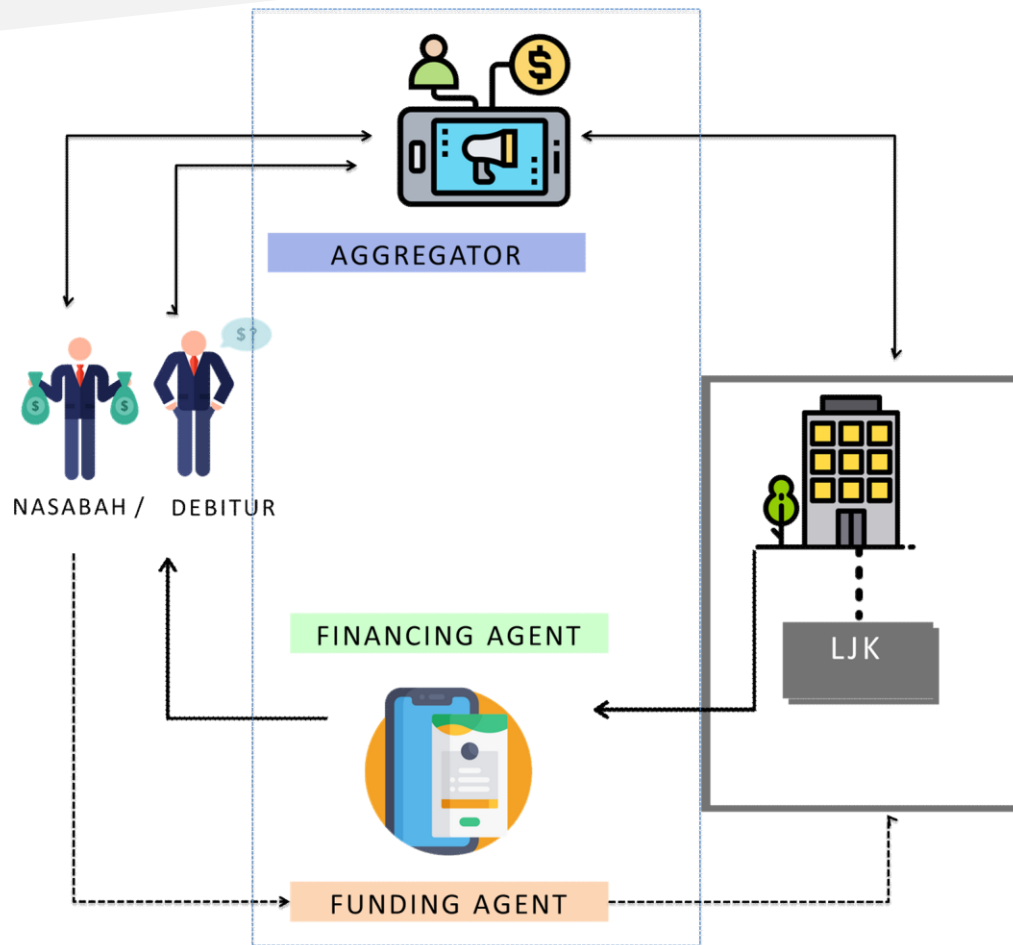 AGGREGATOR
$?
NASABAH / DEBITUR
FINANCING AGENT
LJK
FUNDING AGENT